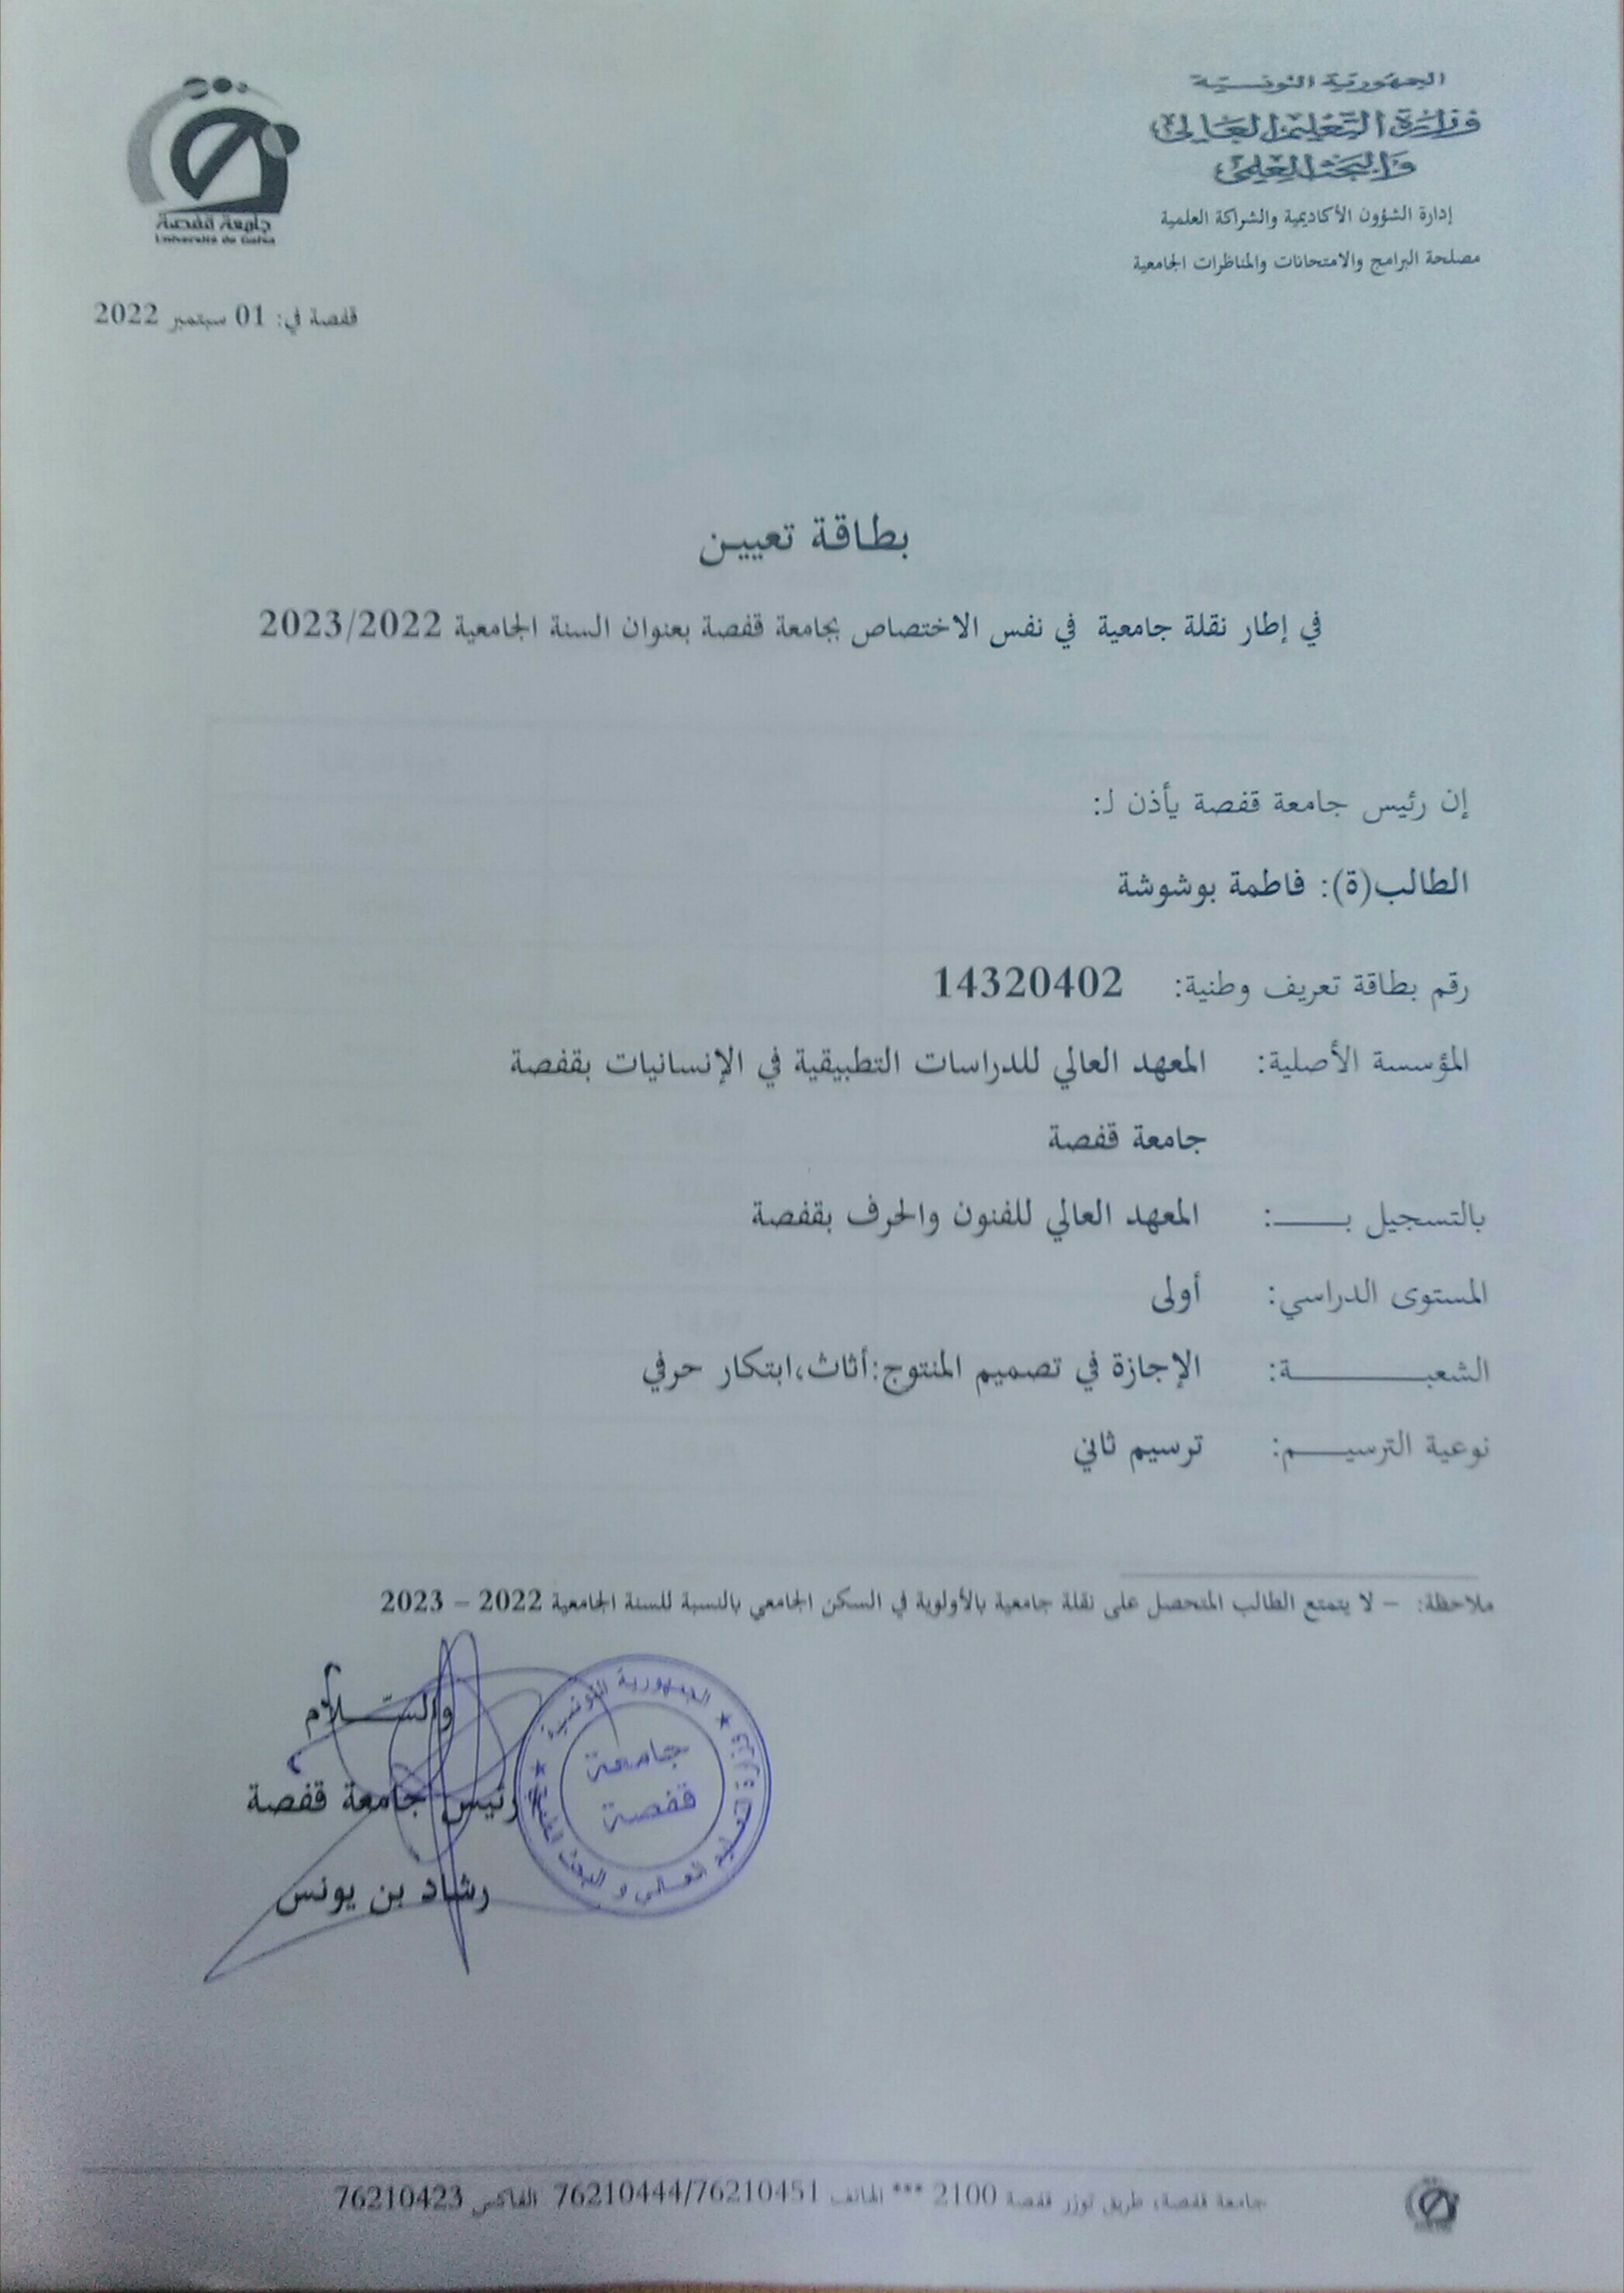 الجمهورية التونسية
وزارة التعليم العالي
والبحث العلمي
إدارة الشؤون الأكاديمية والشراكة العلمية
مصلحة البرامج والامتحانات والمناظرات الجامعية
جامعة قفصة
Université de Gafsa
قفصة في: 01 سبتمبر 2022
بطاقة تعيين
في إطار نقلة جامعية في نفس الاختصاص بجامعة قفصة بعنوان السنة الجامعية 2023/2022
إن رئيس جامعة قفصة يأذن لـ:
الطالب(ة): فاطمة بوشوشة
رقم بطاقة تعريف وطنية: 14320402
المؤسسة الأصلية: المعهد العالي للدراسات التطبيقية في الإنسانيات بقفصة
جامعة قفصة
بالتسجيل بـــــ: المعهد العالي للفنون والحرف بقفصة
المستوى الدراسي: أولى
الشعبــــــــــة: الإجازة في تصميم المنتوج:أثاث،ابتكار حرفي
نوعية الترسيـــــم: ترسيم ثاني
ملاحظة: – لا يتمتع الطالب المتحصل على نقلة جامعية بالأولوية في السكن الجامعي بالنسبة للسنة الجامعية 2022 – 2023
والسّـــلام
رئيس جامعة قفصة
رشاد بن يونس
الجمهورية التونسية
وزارة التعليم العالي و البحث العلمي
جامعة
قفصة
جامعة قفصة، طريق توزر قفصة 2100 *** الهاتف 76210444/76210451 الفاكس 76210423